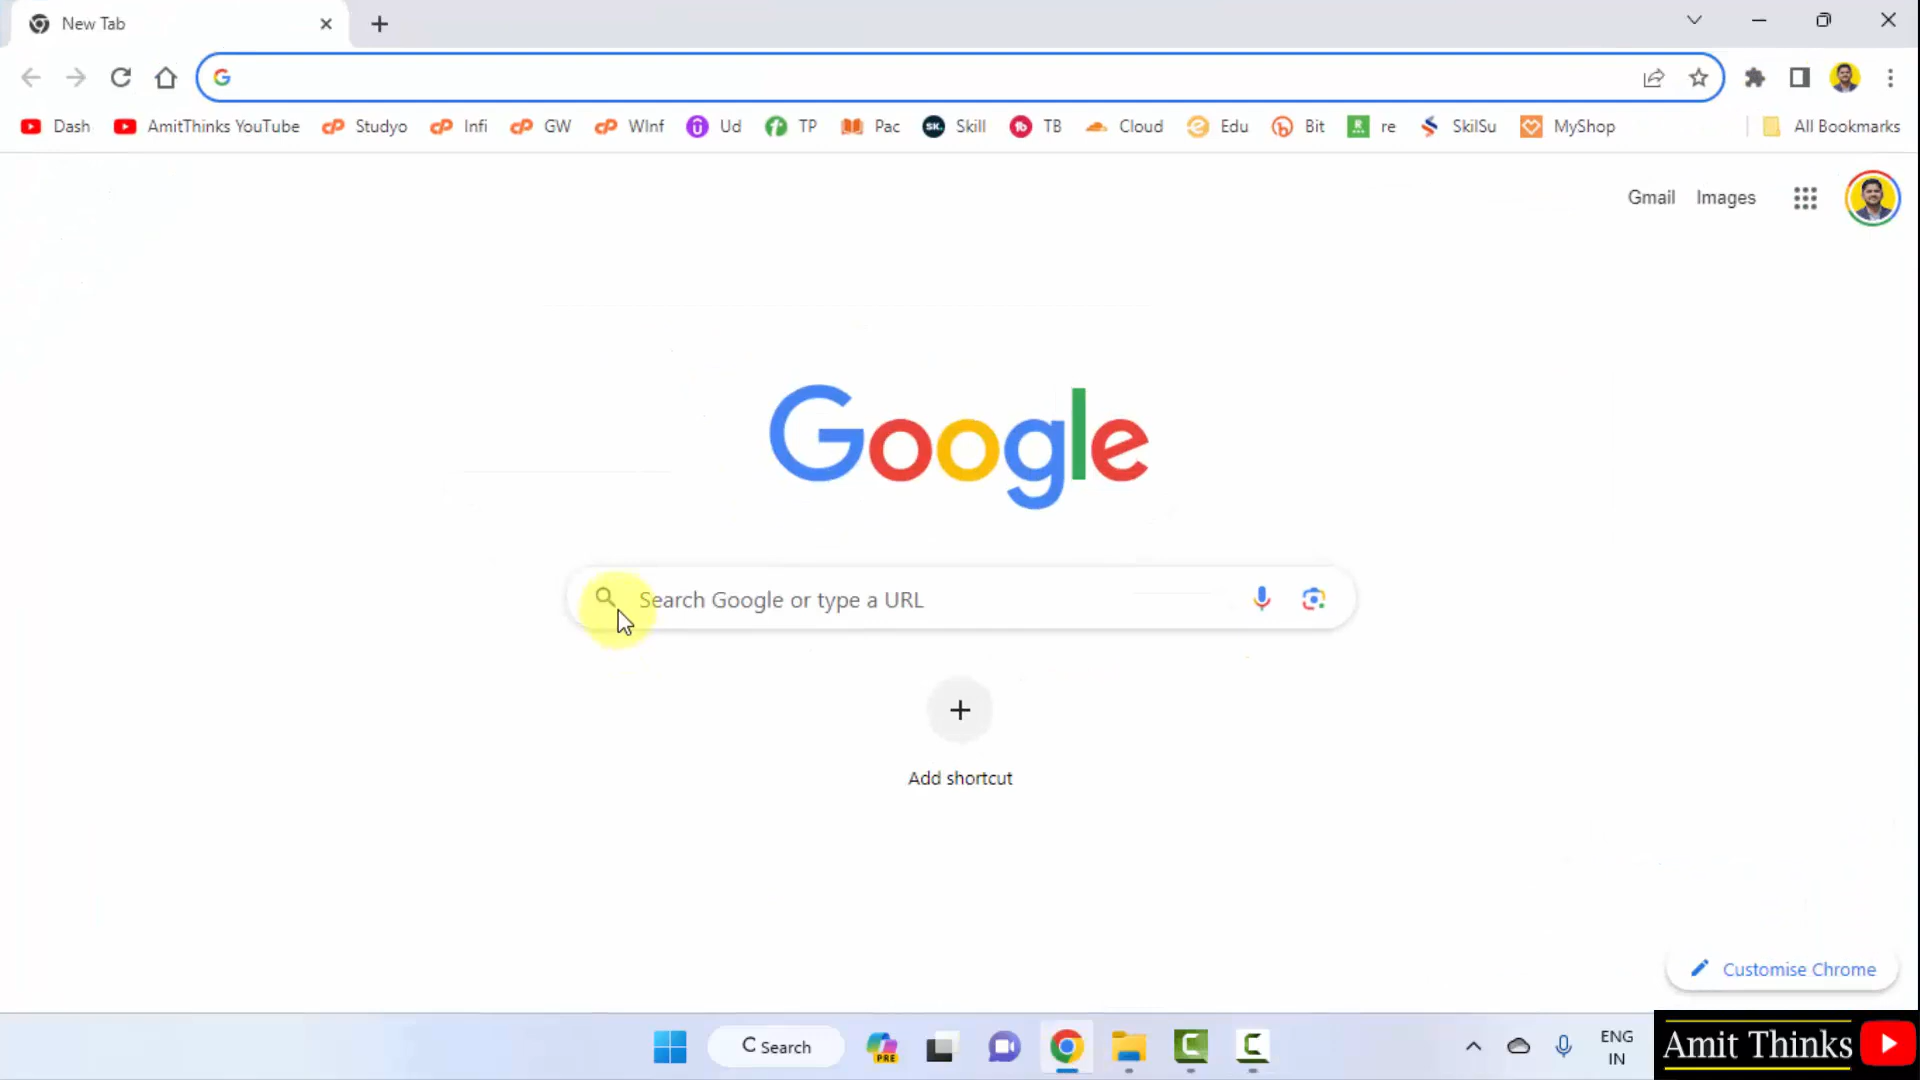 New Tab
Dash AmitThinks YouTube Studyo Infi GW WInf Ud TP Pac SK. Skill TB Cloud Edu Bit R re SkilSu MyShop All Bookmarks
Gmail Images
Google
Search Google or type a URL
Add shortcut
Customise Chrome
Search PRE ENG
IN
Amit Thinks